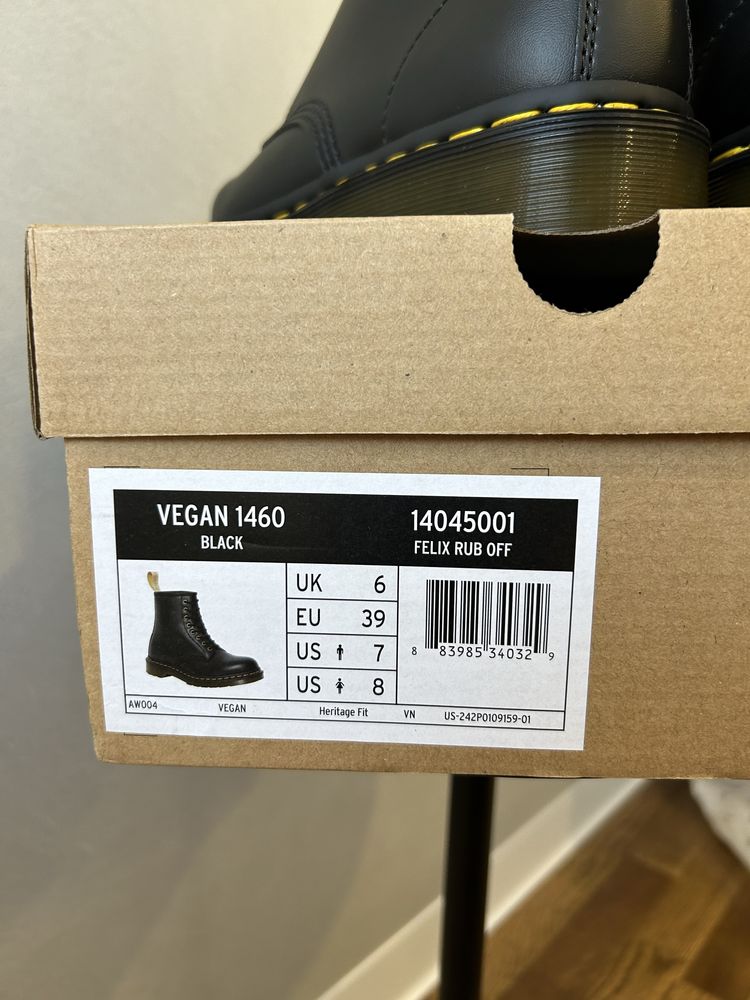 VEGAN 1460
BLACK
14045001
FELIX RUB OFF
UK 6
EU 39
US 7
US 8
8 83985 34032 9
AW004 VEGAN Heritage Fit VN US-242P0109159-01